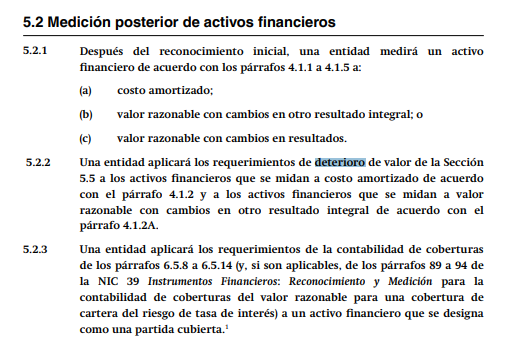 5.2 Medición posterior de activos financieros
5.2.1 Después del reconocimiento inicial, una entidad medirá un activo
financiero de acuerdo con los párrafos 4.1.1 a 4.1.5 a:
(a) costo amortizado;
(b) valor razonable con cambios en otro resultado integral; o
(c) valor razonable con cambios en resultados.
5.2.2 Una entidad aplicará los requerimientos de deterioro de valor de la Sección
5.5 a los activos financieros que se midan a costo amortizado de acuerdo
con el párrafo 4.1.2 y a los activos financieros que se midan a valor
razonable con cambios en otro resultado integral de acuerdo con el
párrafo 4.1.2A.
5.2.3 Una entidad aplicará los requerimientos de la contabilidad de coberturas
de los párrafos 6.5.8 a 6.5.14 (y, si son aplicables, de los párrafos 89 a 94 de
la NIC 39 Instrumentos Financieros: Reconocimiento y Medición para la
contabilidad de coberturas del valor razonable para una cobertura de
cartera del riesgo de tasa de interés) a un activo financiero que se designa
como una partida cubierta.¹